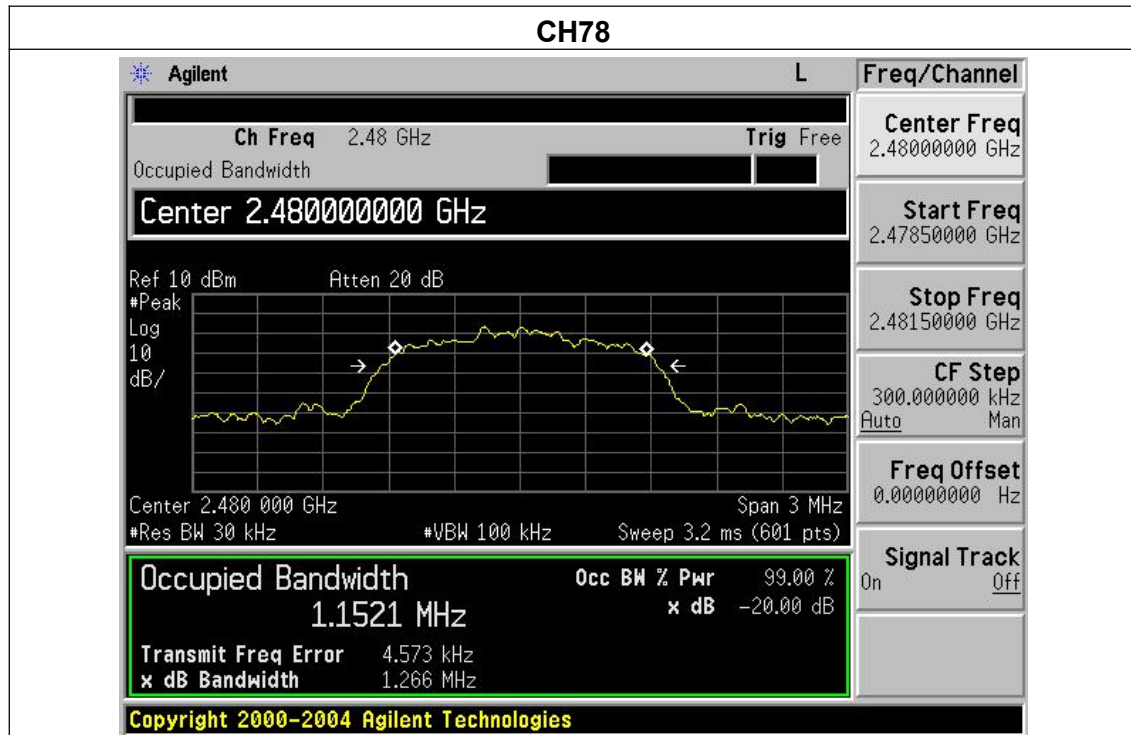 CH78
Agilent L
Ch Freq 2.48 GHz Trig Free
Occupied Bandwidth
Center 2.480000000 GHz
Ref 10 dBm Atten 20 dB
#Peak
Log
10
dB/
Center 2.480 000 GHz Span 3 MHz
#Res BW 30 kHz #VBW 100 kHz Sweep 3.2 ms (601 pts)
Occupied Bandwidth
1.1521 MHz
Occ BW % Pwr 99.00 %
x dB -20.00 dB
Transmit Freq Error 4.573 kHz
x dB Bandwidth 1.266 MHz
Copyright 2000-2004 Agilent Technologies
Freq/Channel
Center Freq
2.48000000 GHz
Start Freq
2.47850000 GHz
Stop Freq
2.48150000 GHz
CF Step
300.000000 kHz
Auto Man
Freq Offset
0.00000000 Hz
Signal Track
On Off